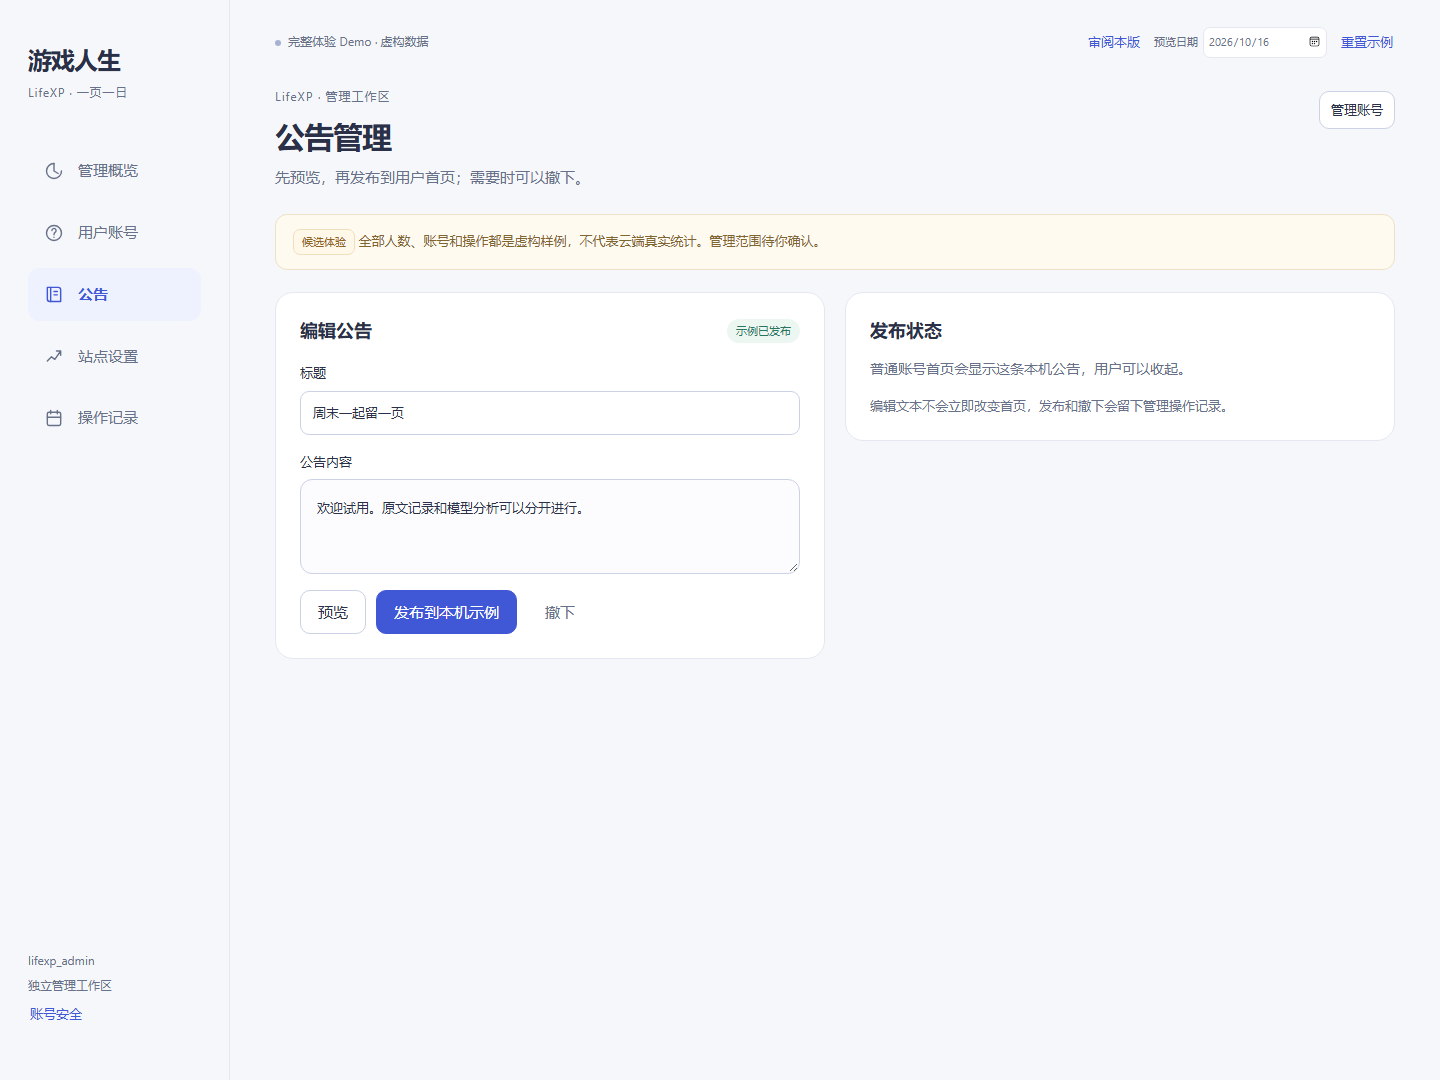 游戏人生
LifeXP · 一页一日
管理概览
用户账号
公告
站点设置
操作记录
lifexp_admin
独立管理工作区
账号安全
完整体验 Demo · 虚构数据
审阅本版
预览日期
2026/10/16
重置示例
LifeXP · 管理工作区
公告管理
先预览，再发布到用户首页；需要时可以撤下。
管理账号
候选体验 全部人数、账号和操作都是虚构样例，不代表云端真实统计。管理范围待你确认。
编辑公告
示例已发布
标题
周末一起留一页
公告内容
欢迎试用。原文记录和模型分析可以分开进行。
预览
发布到本机示例
撤下
发布状态
普通账号首页会显示这条本机公告，用户可以收起。
编辑文本不会立即改变首页，发布和撤下会留下管理操作记录。